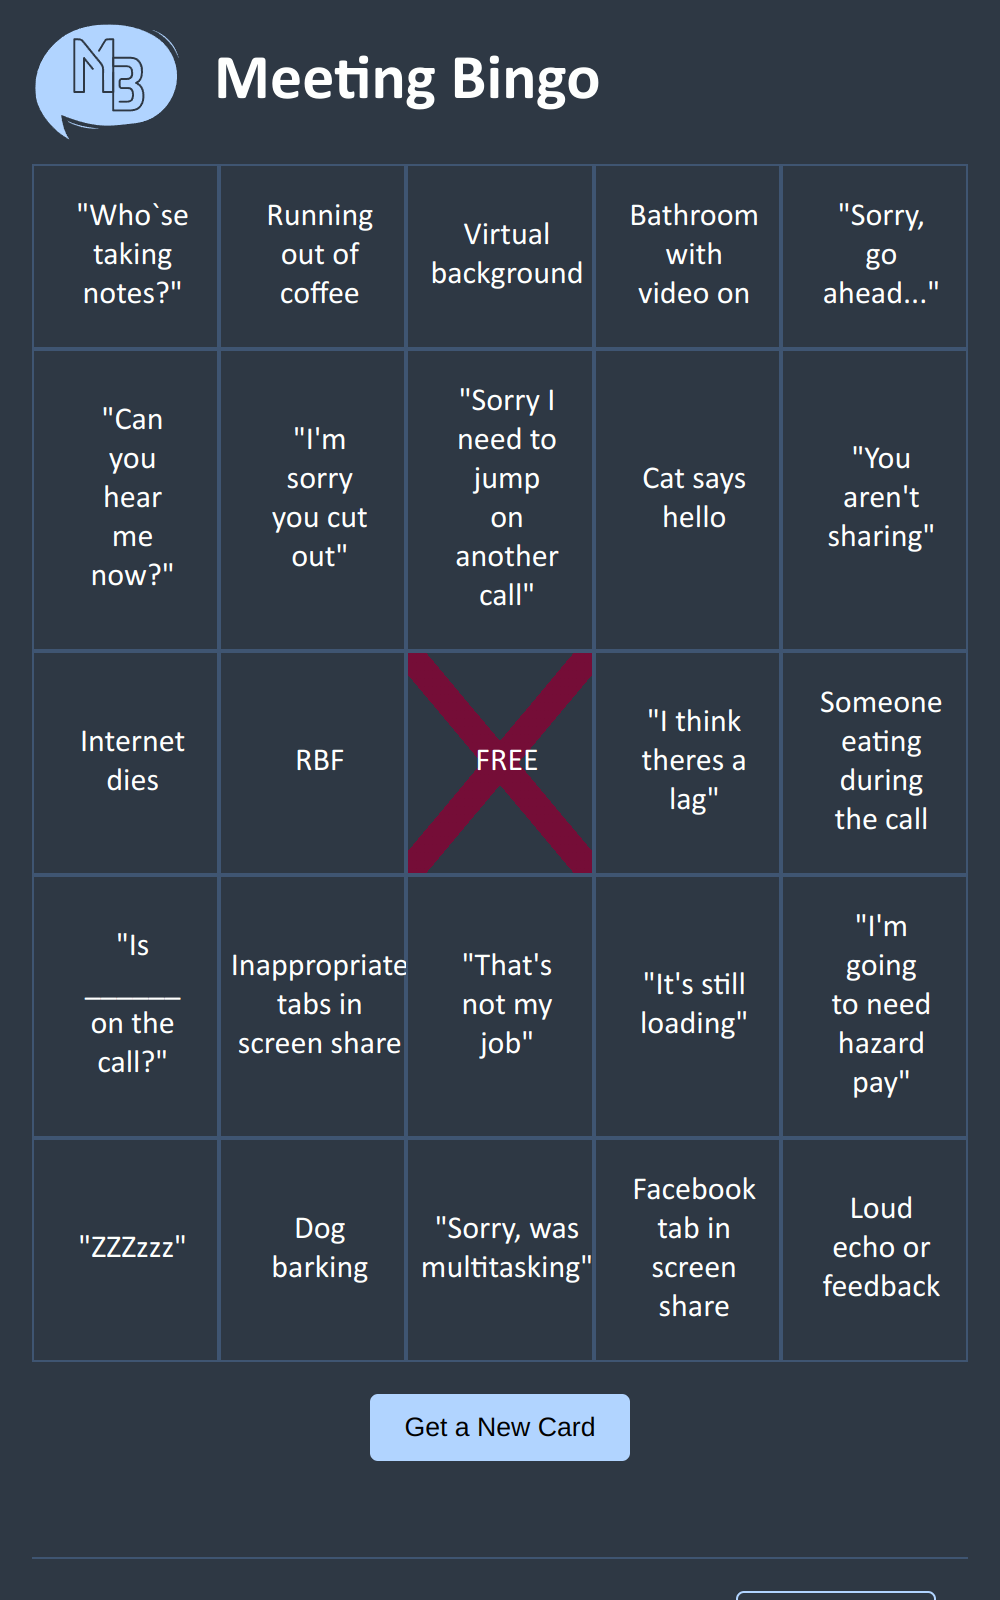 MB
Meeting Bingo
"Who`se
taking
notes?"
Running
out of
coffee
Virtual
background
Bathroom
with
video on
"Sorry,
go
ahead..."
"Can
you
hear
me
now?"
"I'm
sorry
you cut
out"
"Sorry I
need to
jump
on
another
call"
Cat says
hello
"You
aren't
sharing"
Internet
dies
RBF
FREE
"I think
theres a
lag"
Someone
eating
during
the call
"Is
______
on the
call?"
Inappropriate
tabs in
screen share
"That's
not my
job"
"It's still
loading"
"I'm
going
to need
hazard
pay"
"ZZZzzz"
Dog
barking
"Sorry, was
multitasking"
Facebook
tab in
screen
share
Loud
echo or
feedback
Get a New Card